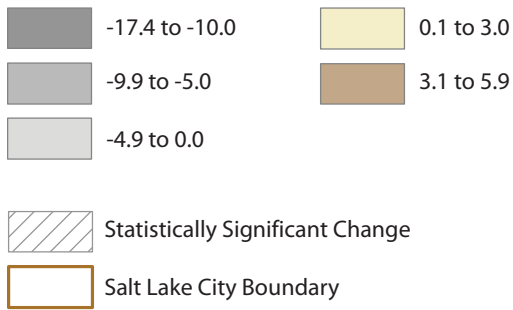 -17.4 to -10.0
0.1 to 3.0
-9.9 to -5.0
3.1 to 5.9
-4.9 to 0.0
Statistically Significant Change
Salt Lake City Boundary